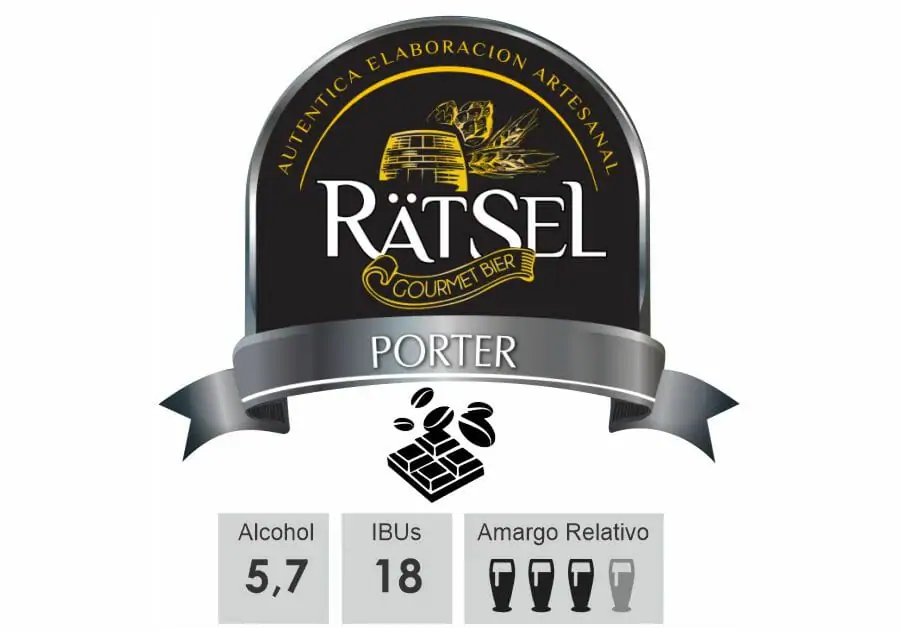 AUTENTICA ELABORACION ARTESANAL
RÄTSEL
GOURMET BIER
PORTER
Alcohol
5,7
IBUs
18
Amargo Relativo